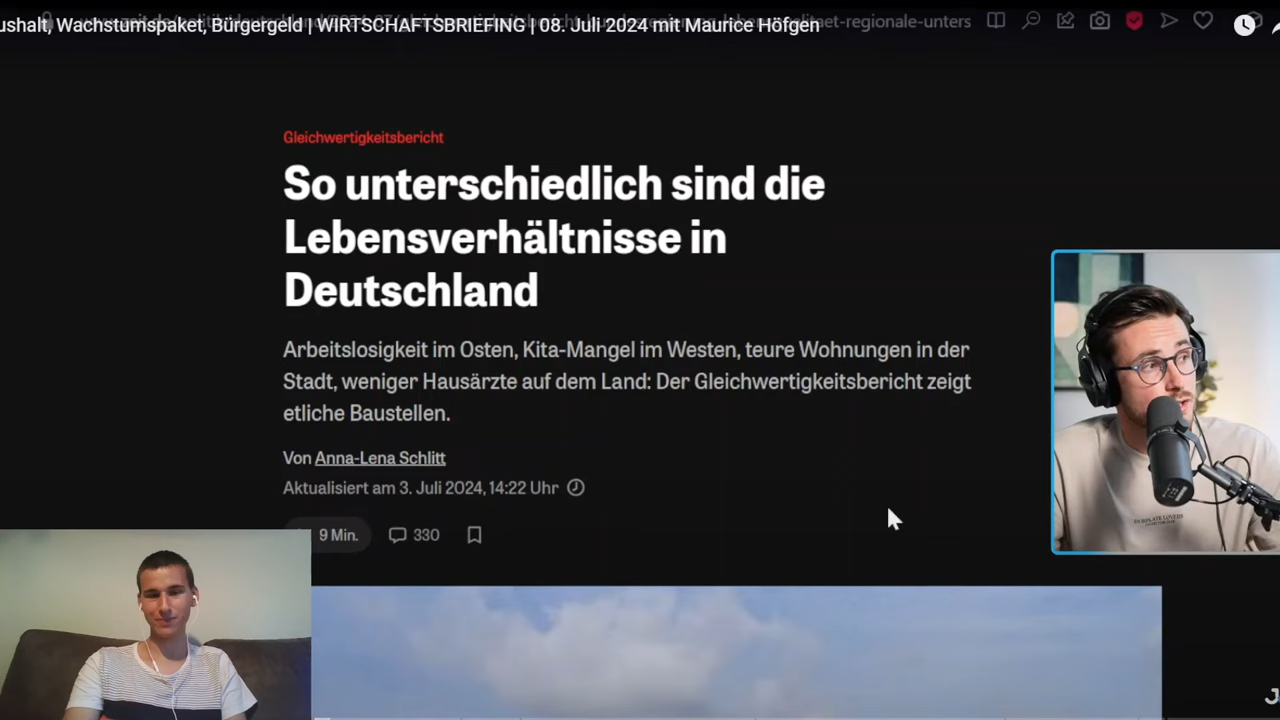 ushalt, Wachstumspaket, Bürgergeld | WIRTSCHAFTSBRIEFING | 08. Juli 2024 mit Maurice Höfgen
Gleichwertigkeitsbericht
So unterschiedlich sind die
Lebensverhältnisse in
Deutschland
Arbeitslosigkeit im Osten, Kita-Mangel im Westen, teure Wohnungen in der
Stadt, weniger Hausärzte auf dem Land: Der Gleichwertigkeitsbericht zeigt
etliche Baustellen.
Von Anna-Lena Schlitt
Aktualisiert am 3. Juli 2024, 14:22 Uhr
9 Min. 330